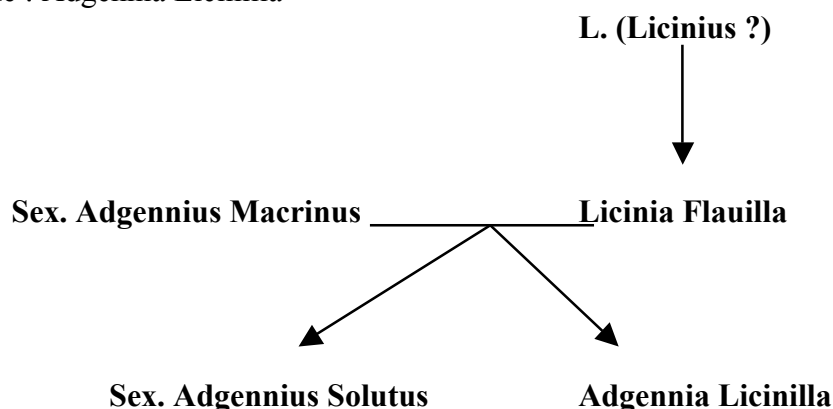 : Adgennia Licinilla
L. (Licinius ?)
Sex. Adgennius Macrinus Licinia Flauilla
Sex. Adgennius Solutus Adgennia Licinilla